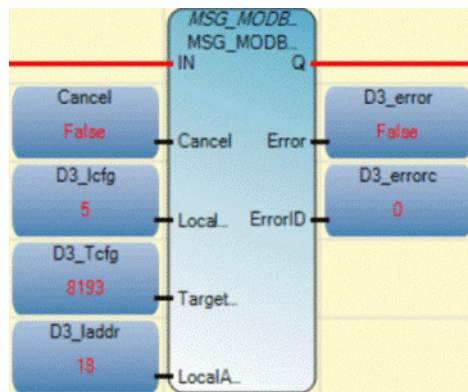 MSG_MODB...
MSG_MODB...
IN Q
Cancel
False
D3_error
False
Cancel Error
D3_lcfg
5
D3_errorc
0
Local... ErrorID
D3_Tcfg
8193
Target...
D3_laddr
18
LocalA...